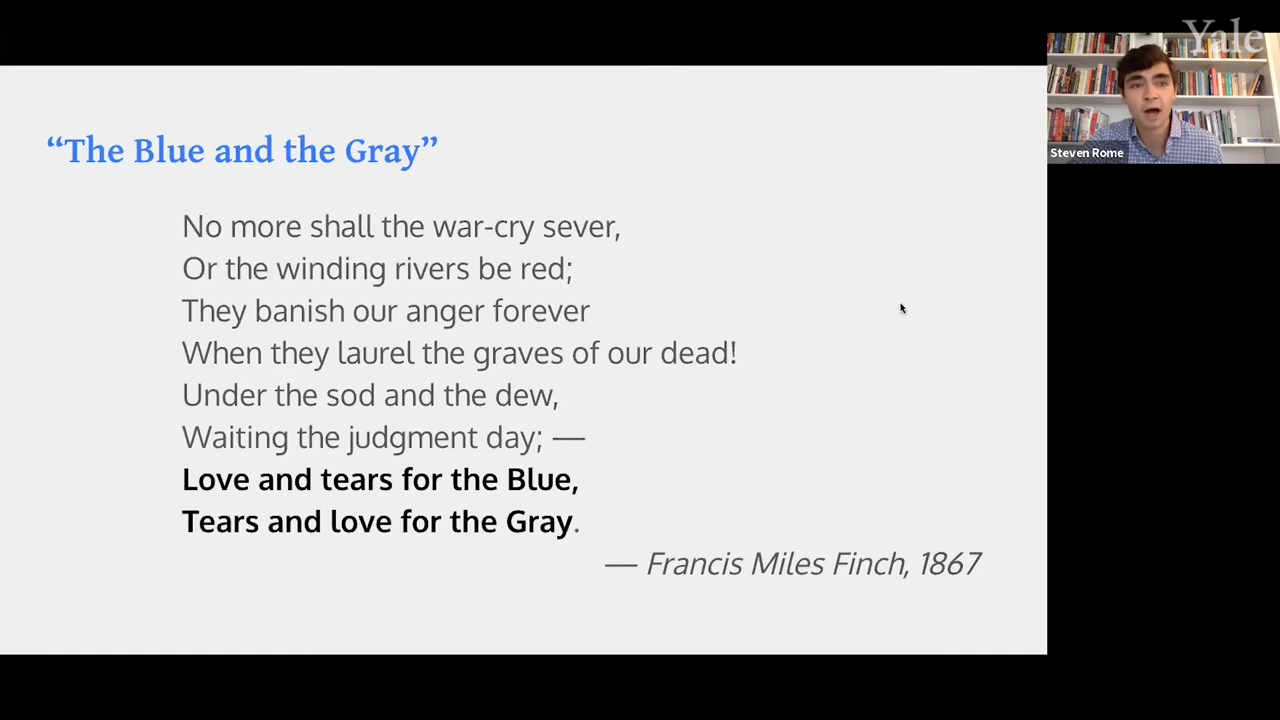 Yale
Steven Rome
“The Blue and the Gray”
No more shall the war-cry sever,
Or the winding rivers be red;
They banish our anger forever
When they laurel the graves of our dead!
Under the sod and the dew,
Waiting the judgment day; —
Love and tears for the Blue,
Tears and love for the Gray.
— Francis Miles Finch, 1867